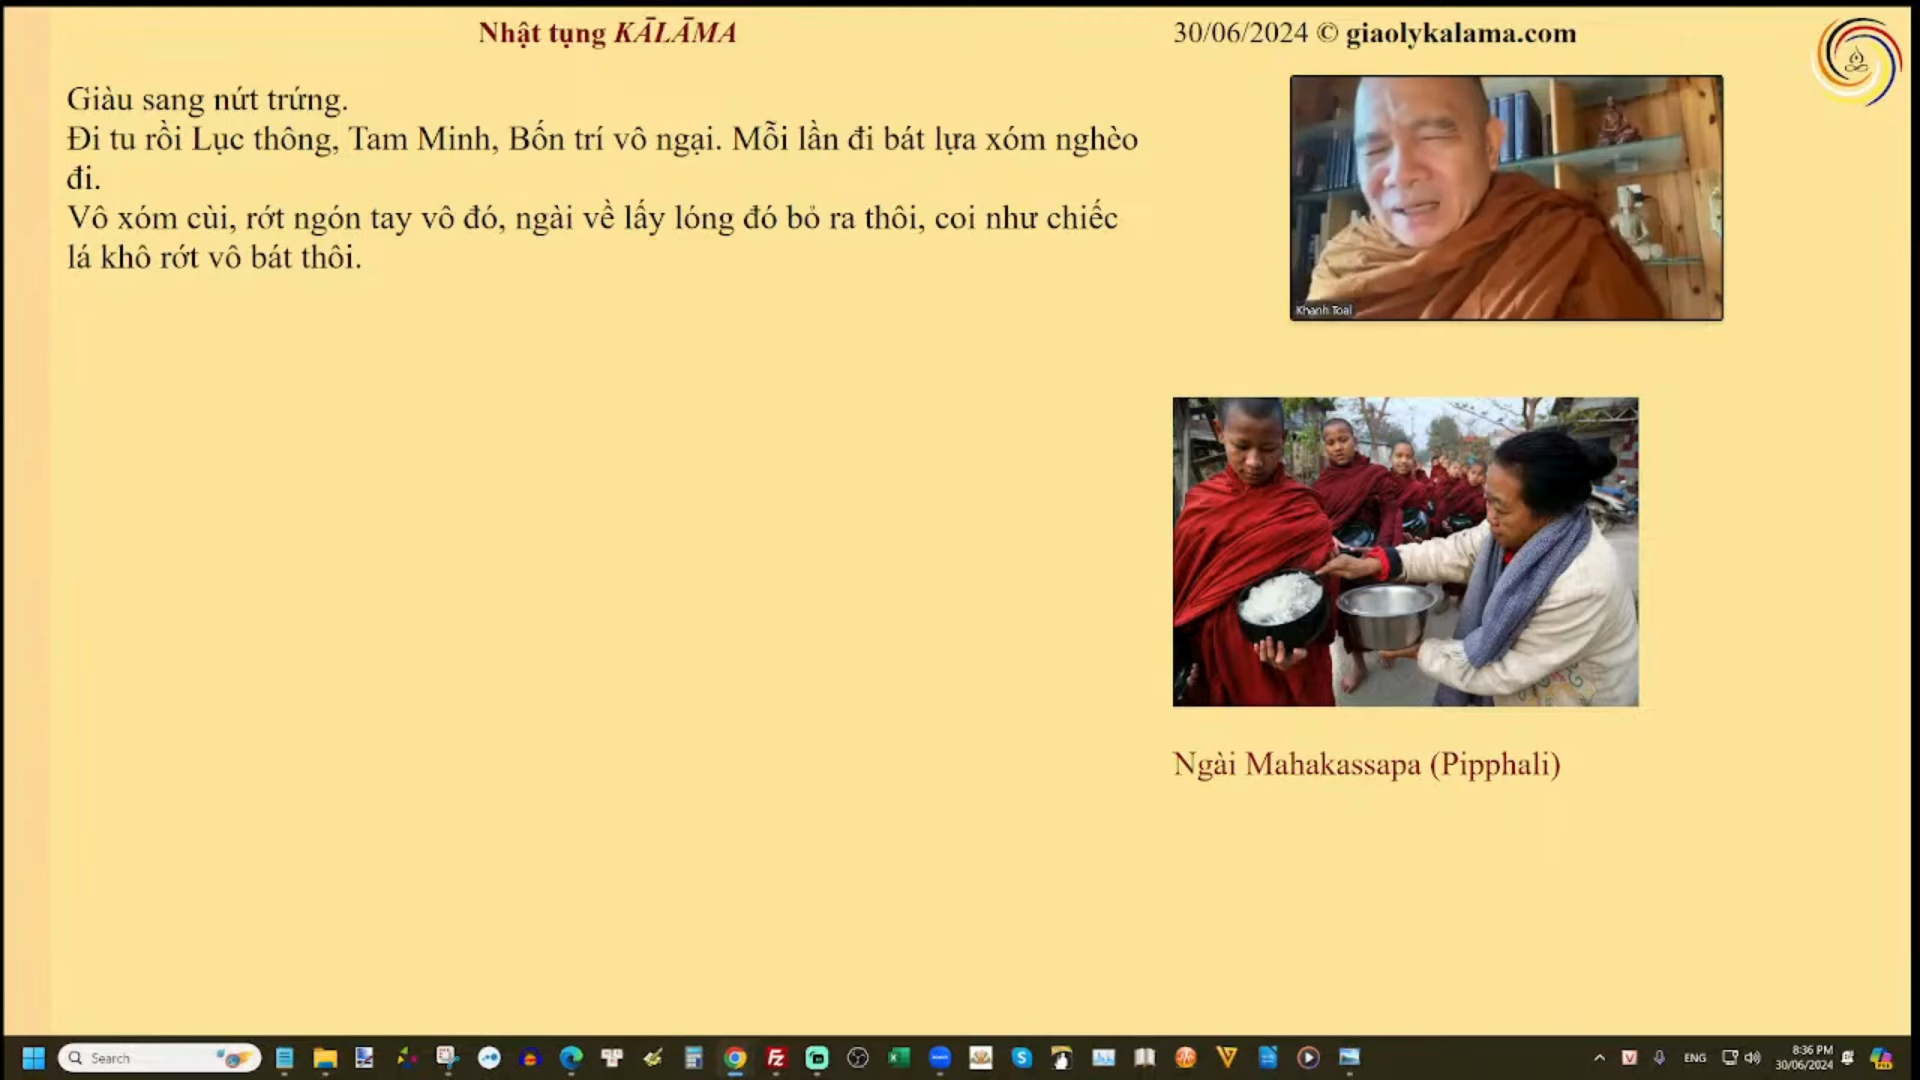 Nhật tụng KĀLĀMA
30/06/2024 © giaolykalama.com
Giàu sang nứt trứng.
Đi tu rồi Lục thông, Tam Minh, Bốn trí vô ngại. Mỗi lần đi bát lựa xóm nghèo
đi.
Vô xóm cùi, rớt ngón tay vô đó, ngài về lấy lóng đó bỏ ra thôi, coi như chiếc
lá khô rớt vô bát thôi.
Khanh Toai
Ngài Mahakassapa (Pipphali)
Search
ENG
8:36 PM
30/06/2024